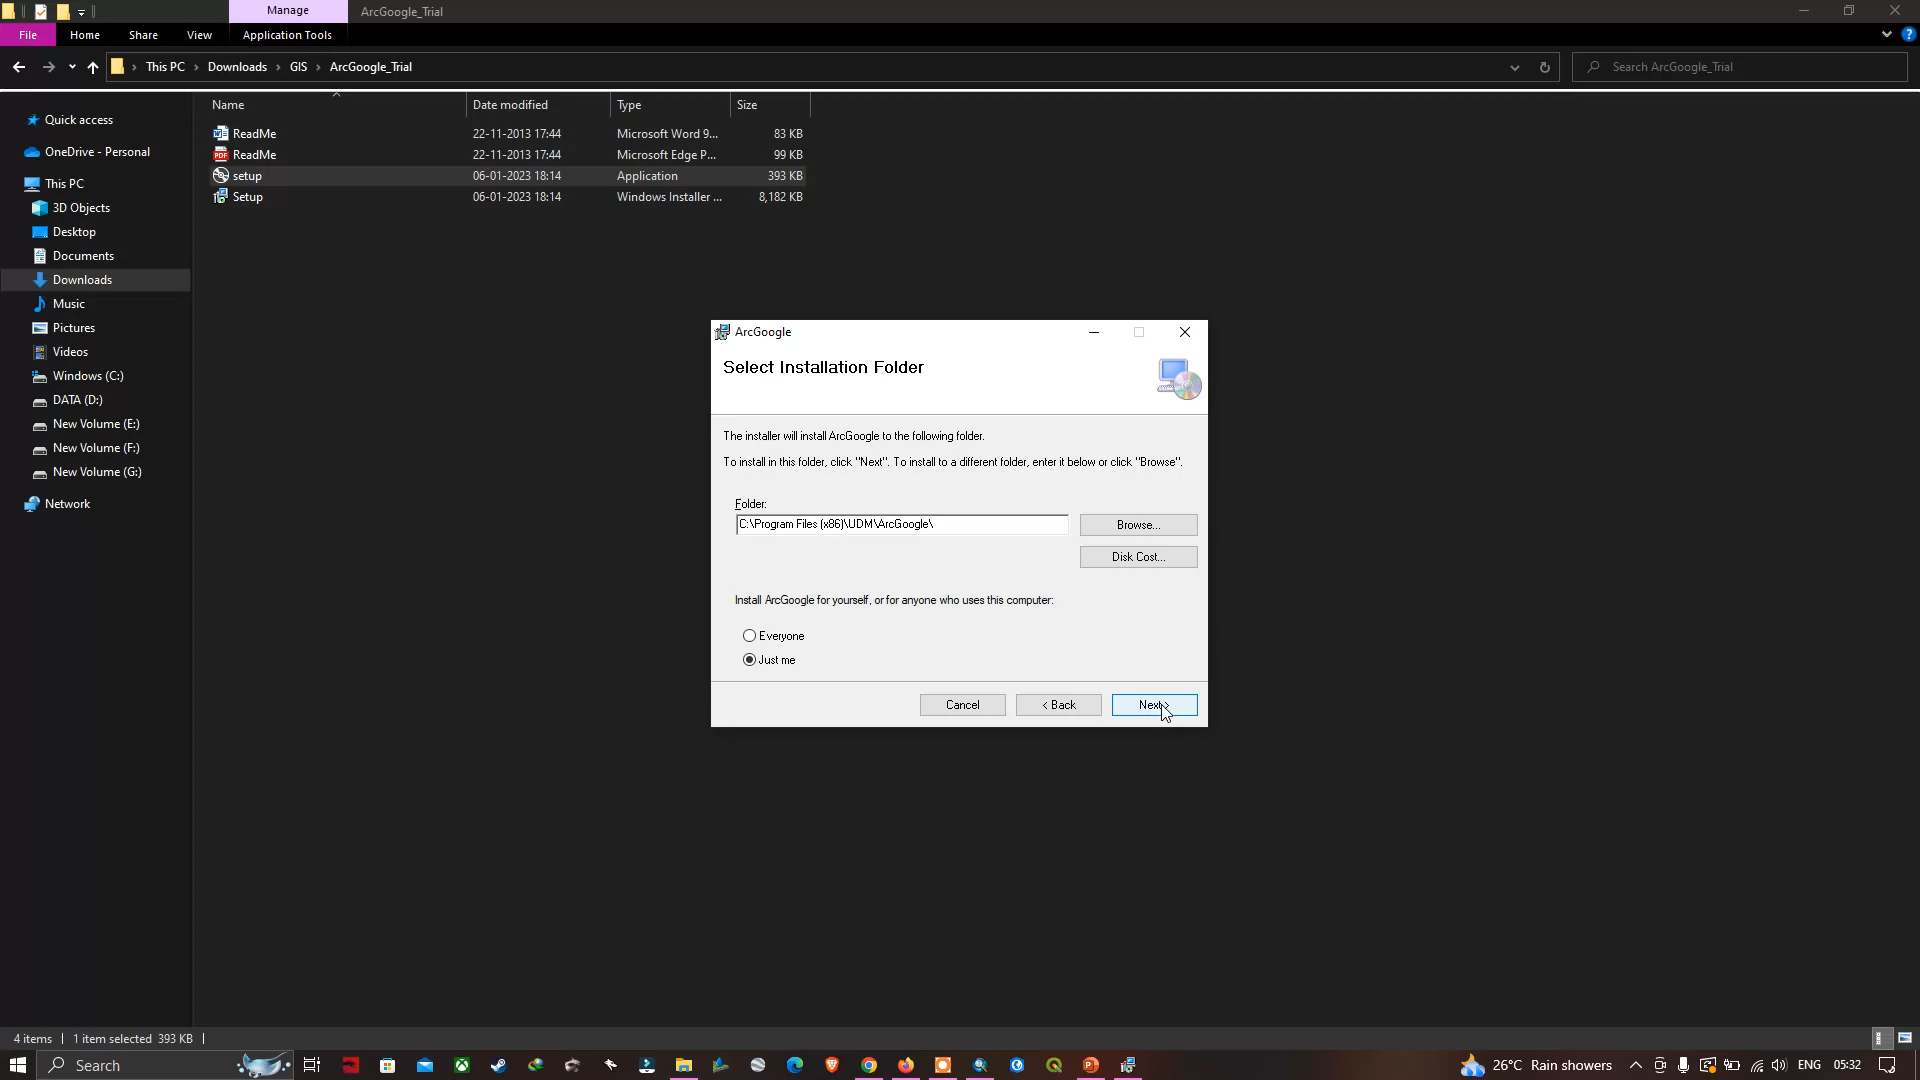 Manage
ArcGoogle_Trial
File
Home
Share
View
Application Tools
This PC
Downloads
GIS
ArcGoogle_Trial
Search ArcGoogle_Trial
Name
Date modified
Type
Size
ReadMe 22-11-2013 17:44 Microsoft Word 9... 83 KB
ReadMe 22-11-2013 17:44 Microsoft Edge P... 99 KB
setup 06-01-2023 18:14 Application 393 KB
Setup 06-01-2023 18:14 Windows Installer ... 8,182 KB
Quick access
OneDrive - Personal
This PC
3D Objects
Desktop
Documents
Downloads
Music
Pictures
Videos
Windows (C:)
DATA (D:)
New Volume (E:)
New Volume (F:)
New Volume (G:)
Network
ArcGoogle
Select Installation Folder
The installer will install ArcGoogle to the following folder.
To install in this folder, click "Next". To install to a different folder, enter it below or click "Browse".
Folder:
C:\Program Files (x86)\UDM\ArcGoogle\
Browse...
Disk Cost...
Install ArcGoogle for yourself, or for anyone who uses this computer:
Everyone
Just me
Cancel
< Back
Next >
4 items
1 item selected 393 KB
Search
26°C Rain showers
ENG
05:32